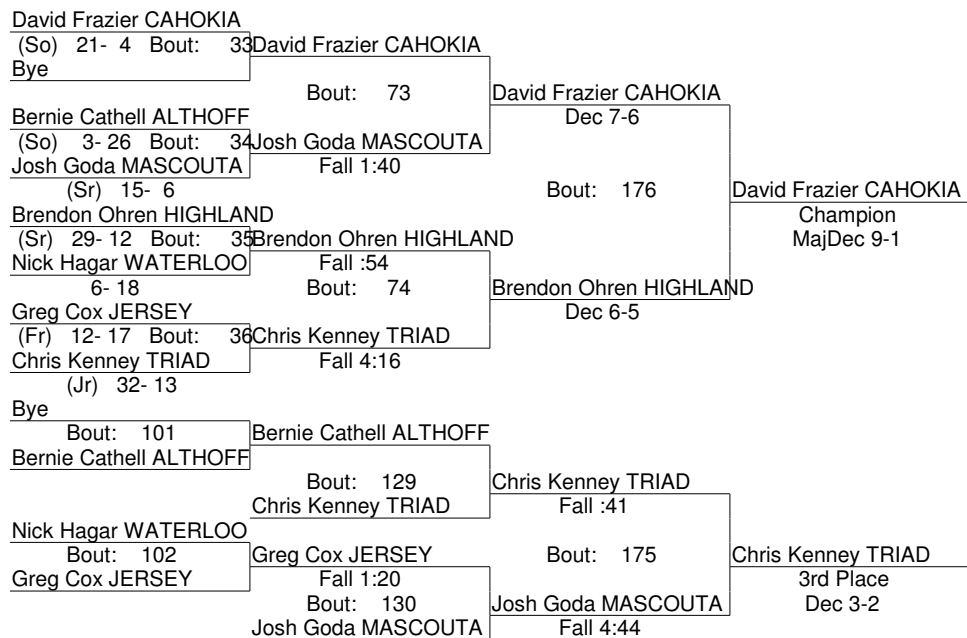 David Frazier CAHOKIA
(So) 21- 4 Bout: 33 David Frazier CAHOKIA
Bye
Bout: 73 David Frazier CAHOKIA
Bernie Cathell ALTHOFF Dec 7-6
(So) 3- 26 Bout: 34 Josh Goda MASCOUTA
Josh Goda MASCOUTA Fall 1:40
(Sr) 15- 6 Bout: 176 David Frazier CAHOKIA
Brendon Ohren HIGHLAND Champion
(Sr) 29- 12 Bout: 35 Brendon Ohren HIGHLAND MajDec 9-1
Nick Hagar WATERLOO Fall :54
6- 18 Bout: 74 Brendon Ohren HIGHLAND
Greg Cox JERSEY Dec 6-5
(Fr) 12- 17 Bout: 36 Chris Kenney TRIAD
Chris Kenney TRIAD Fall 4:16
(Jr) 32- 13
Bye
Bout: 101 Bernie Cathell ALTHOFF
Bernie Cathell ALTHOFF
Bout: 129 Chris Kenney TRIAD
Chris Kenney TRIAD Fall :41
Nick Hagar WATERLOO
Bout: 102 Greg Cox JERSEY Bout: 175 Chris Kenney TRIAD
Greg Cox JERSEY Fall 1:20 3rd Place
Bout: 130 Josh Goda MASCOUTA Dec 3-2
Josh Goda MASCOUTA Fall 4:44